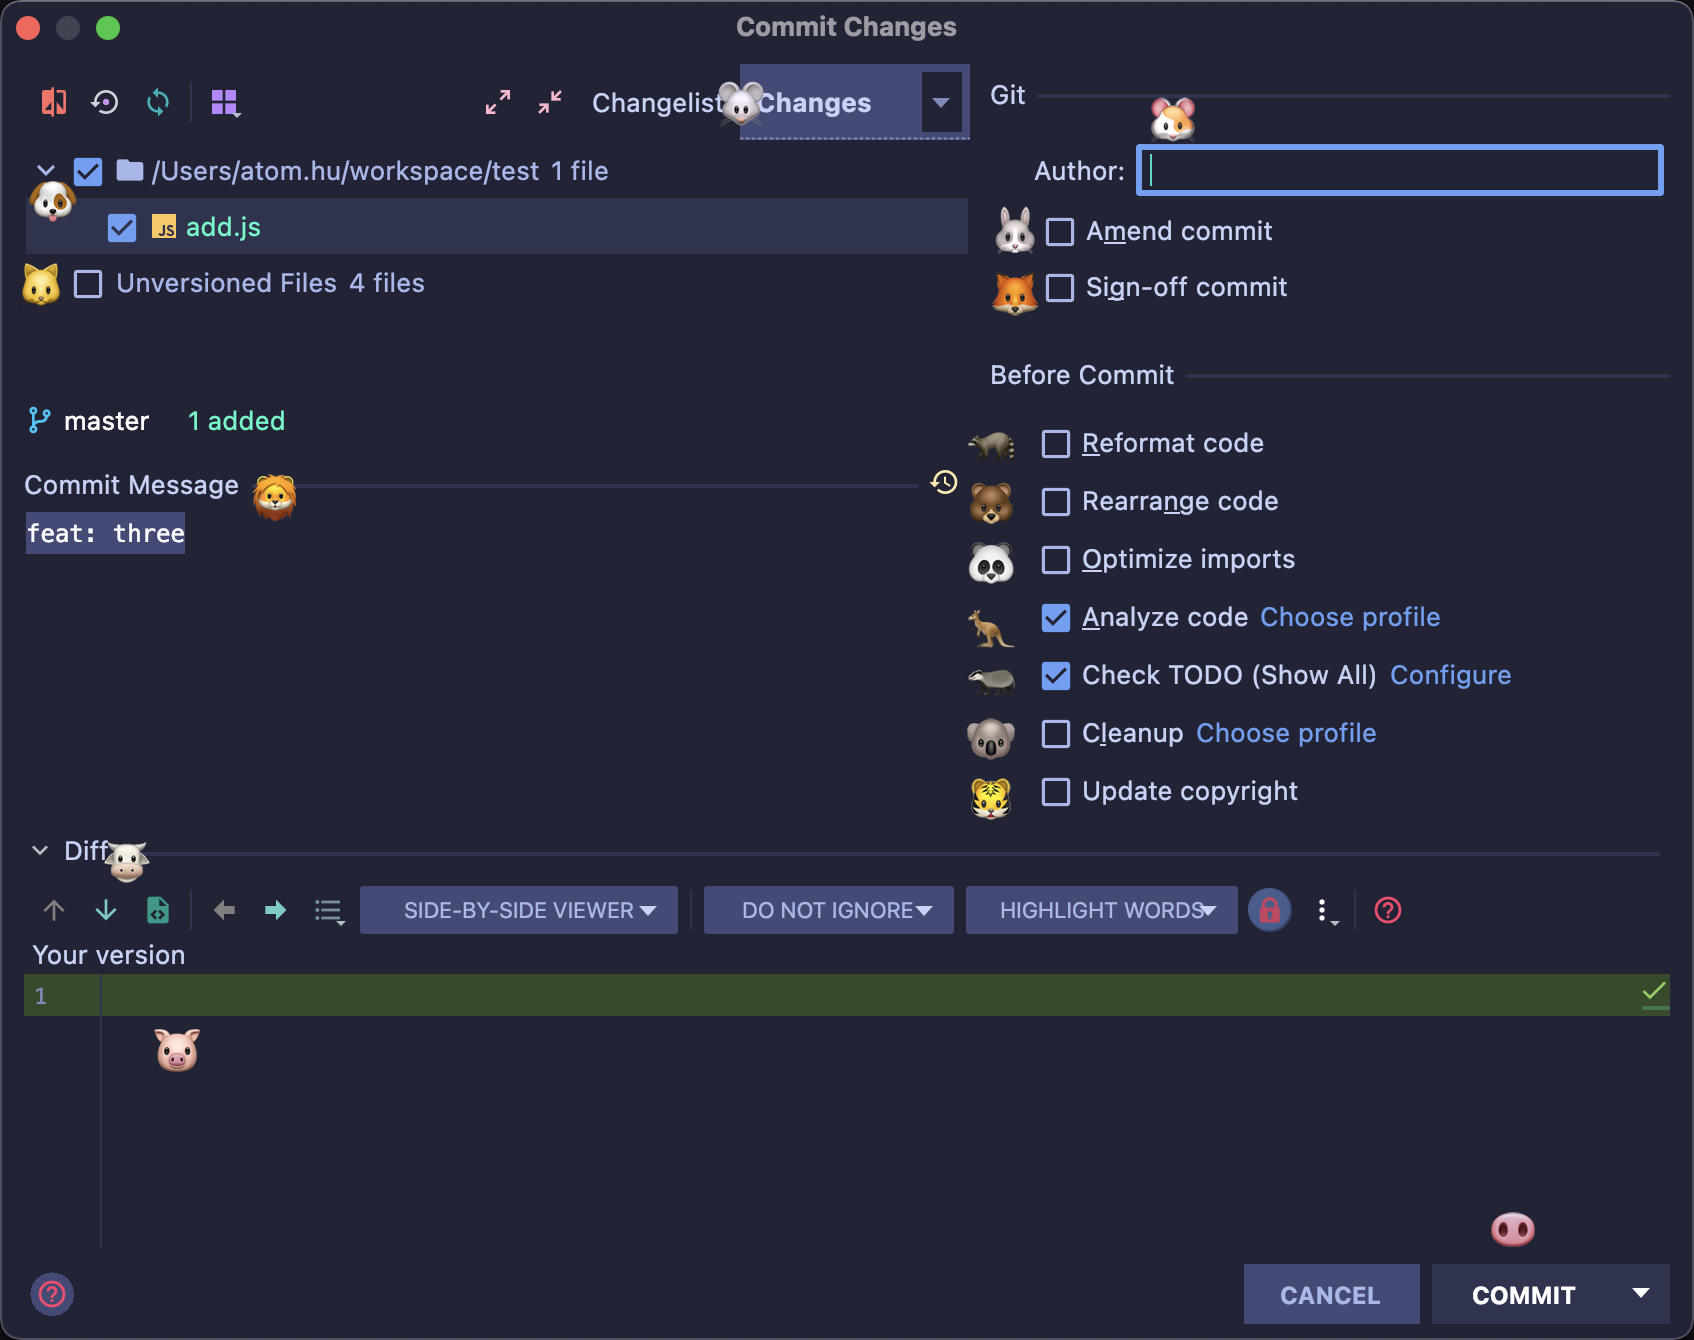 Commit Changes
Changelist
Changes
/Users/atom.hu/workspace/test 1 file
JS add.js
Unversioned Files 4 files
master 1 added
Commit Message
feat: three
Git
Author:
Amend commit
Sign-off commit
Before Commit
Reformat code
Rearrange code
Optimize imports
Analyze code Choose profile
Check TODO (Show All) Configure
Cleanup Choose profile
Update copyright
Diff
SIDE-BY-SIDE VIEWER DO NOT IGNORE HIGHLIGHT WORDS ?
Your version
1
? CANCEL COMMIT